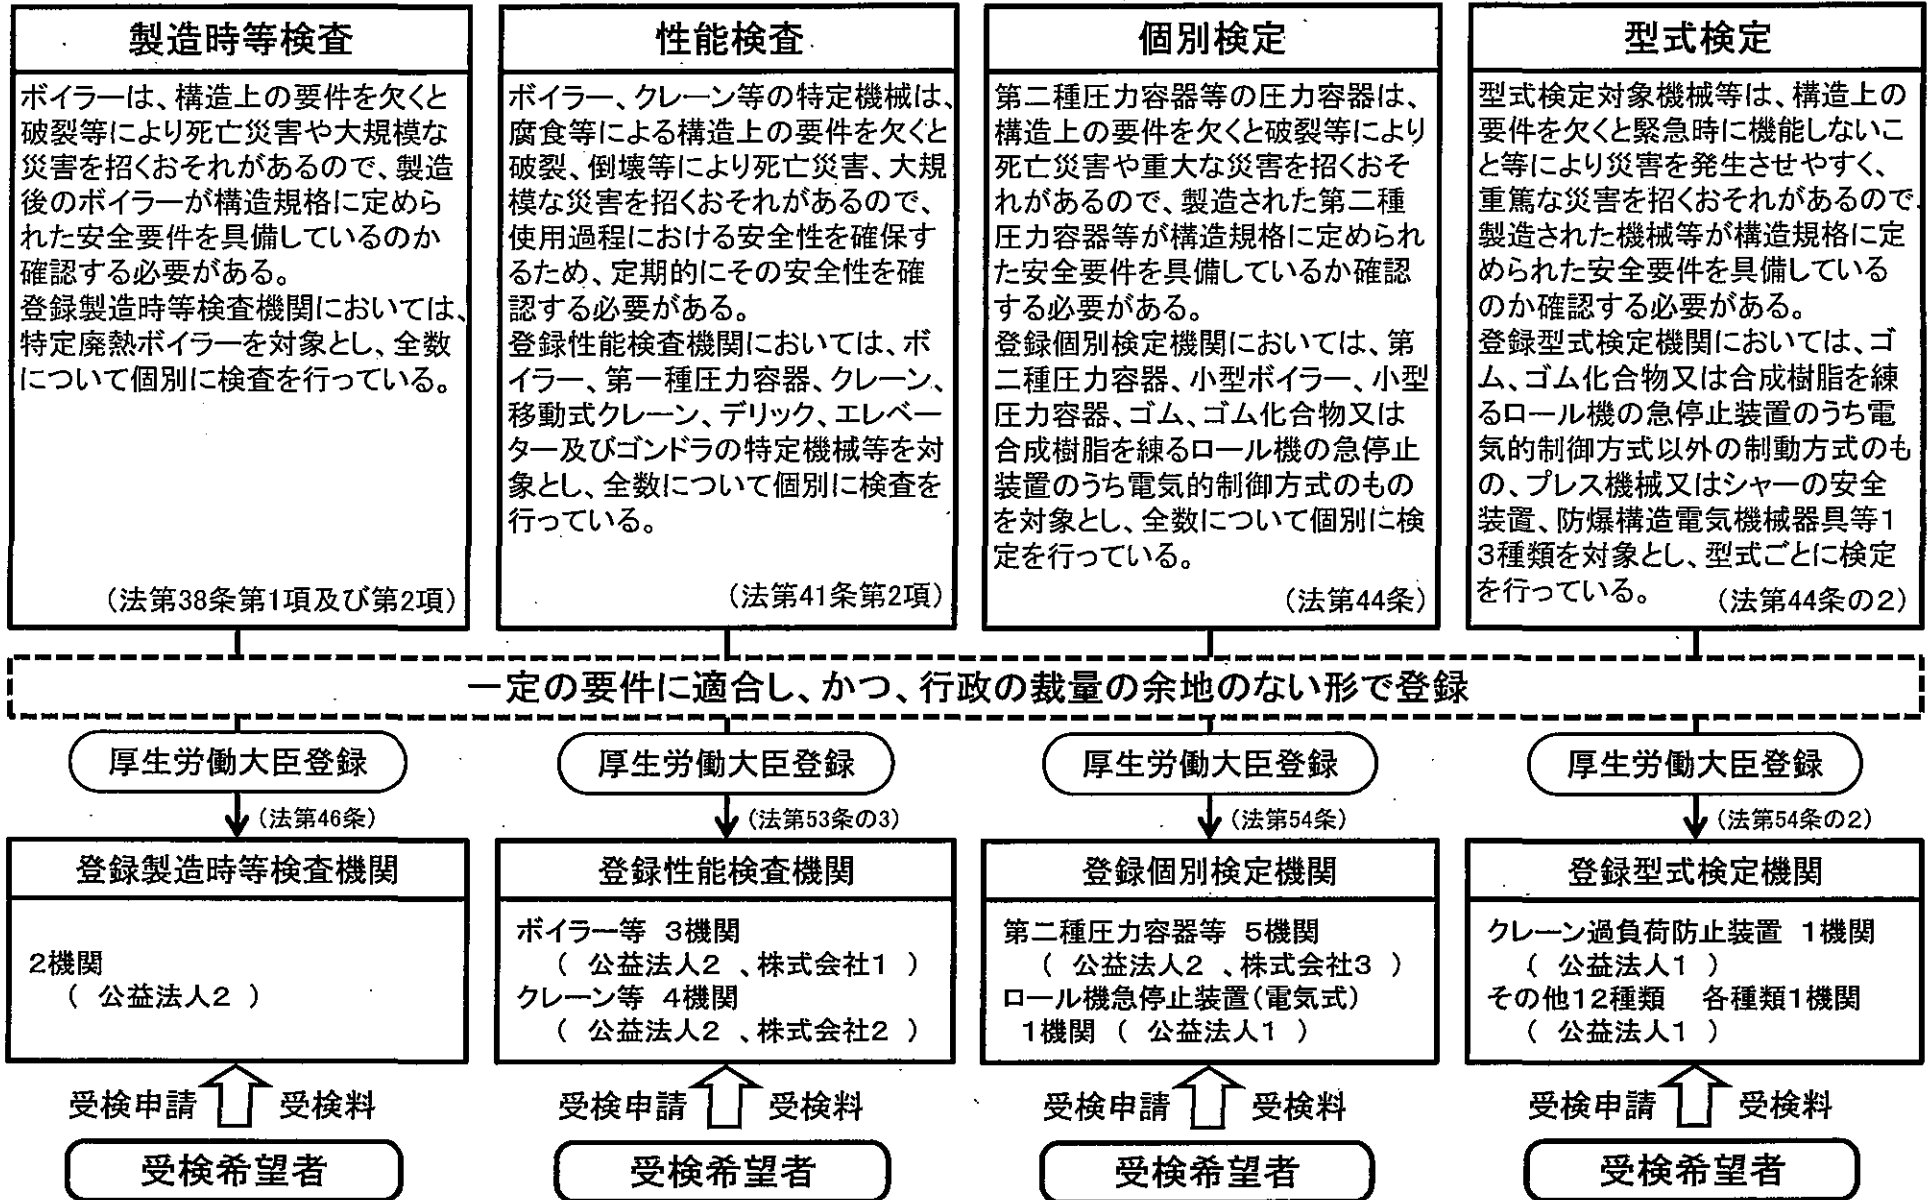 製造時等検査
ボイラーは、構造上の要件を欠くと
破裂等により死亡災害や大規模な
災害を招くおそれがあるので、製造
後のボイラーが構造規格に定めら
れた安全要件を具備しているのか
確認する必要がある。
登録製造時等検査機関においては、
特定廃熱ボイラーを対象とし、全数
について個別に検査を行っている。
(法第38条第1項及び第2項)
性能検査
ボイラー、クレーン等の特定機械は、
腐食等による構造上の要件を欠くと
破裂、倒壊等により死亡災害、大規
模な災害を招くおそれがあるので、
使用過程における安全性を確保す
るため、定期的にその安全性を確
認する必要がある。
登録性能検査機関においては、ボ
イラー、第一種圧力容器、クレーン、
移動式クレーン、デリック、エレベー
ター及びゴンドラの特定機械等を対
象とし、全数について個別に検査を
行っている。
(法第41条第2項)
個別検定
第二種圧力容器等の圧力容器は、
構造上の要件を欠くと破裂等により
死亡災害や重大な災害を招くおそ
れがあるので、製造された第二種
圧力容器等が構造規格に定められ
た安全要件を具備しているか確認
する必要がある。
登録個別検定機関においては、第
二種圧力容器、小型ボイラー、小型
圧力容器、ゴム、ゴム化合物又は
合成樹脂を練るロール機の急停止
装置のうち電気的制御方式のもの
を対象とし、全数について個別に検
定を行っている。
(法第44条)
型式検定
型式検定対象機械等は、構造上の
要件を欠くと緊急時に機能しないこ
と等により災害を発生させやすく、
重篤な災害を招くおそれがあるので、
製造された機械等が構造規格に定
められた安全要件を具備している
のか確認する必要がある。
登録型式検定機関においては、ゴ
ム、ゴム化合物又は合成樹脂を練
るロール機の急停止装置のうち電
気的制御方式以外の制動方式のも
の、プレス機械又はシャーの安全
装置、防爆構造電気機械器具等1
3種類を対象とし、型式ごとに検定
を行っている。 (法第44条の2)
一定の要件に適合し、かつ、行政の裁量の余地のない形で登録
厚生労働大臣登録
(法第46条)
厚生労働大臣登録
(法第53条の3)
厚生労働大臣登録
(法第54条)
厚生労働大臣登録
(法第54条の2)
登録製造時等検査機関
2機関
( 公益法人2 )
登録性能検査機関
ボイラー等 3機関
( 公益法人2 、株式会社1 )
クレーン等 4機関
( 公益法人2 、株式会社2 )
登録個別検定機関
第二種圧力容器等 5機関
( 公益法人2 、株式会社3 )
ロール機急停止装置(電気式)
1機関 ( 公益法人1 )
登録型式検定機関
クレーン過負荷防止装置 1機関
( 公益法人1 )
その他12種類 各種類1機関
( 公益法人1 )
受検申請 受検料
受検希望者
受検申請 受検料
受検希望者
受検申請 受検料
受検希望者
受検申請 受検料
受検希望者